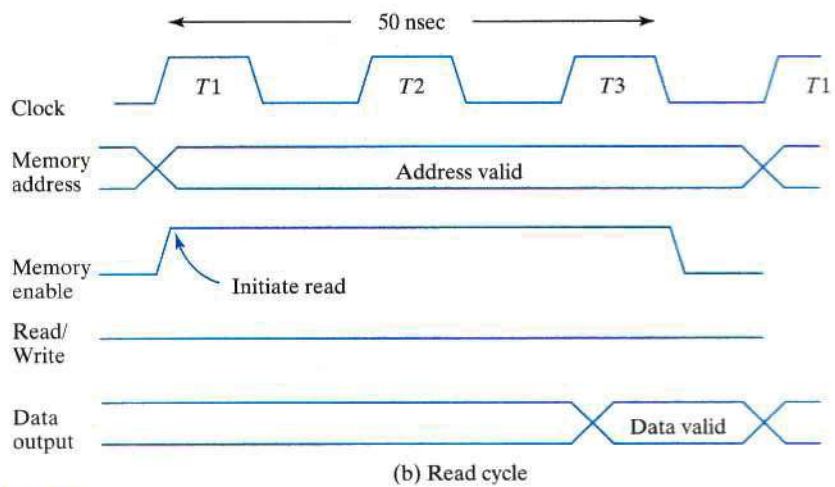 50 nsec
Clock
T1 T2 T3 T1
Memory
address
Address valid
Memory
enable
Initiate read
Read/
Write
Data
output
Data valid
(b) Read cycle